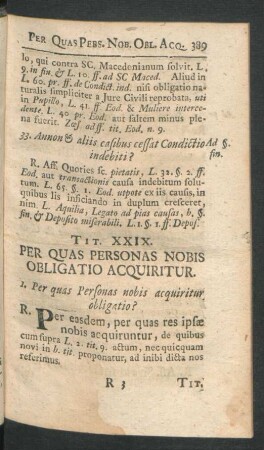 PER QUAS PERS. NOB. OBL. ACQ. 389
lo, qui contra SC. Macedonianum solvit. L.
9. in fin. & L. 10. ff. ad SC Maced. Aliud in
L. 60. pr. ff. de Condict. ind. nisi obligatio na-
turalis simpliciter a Jure Civili reprobata, uti
in Pupillo, L. 41. ff. Eod. & Muliere interce-
dente. L. 40 pr. Eod. aut saltem minus ple-
na fuerit. Zœs. ad ff. tit. Eod. n. 9.
33. Annon & aliis casibus cessat Condictio
indebiti?
Ad §
fin.
R. Aff. Quories sc. pietatis, L. 32. § 2. ff.
Eod. aut transactionis causa indebitum solu-
tum. L. 65. § 1. Eod. utpote ex iis causis, in
quibus lis inficiando in duplum cresceret,
nim. L. Aquilia, Legato ad pias causas, b. §.
fin, & Deposito miserabili. L. 1. § 1. ff. Depos.
TIT. XXIX.
PER QUAS PERSONAS NOBIS
OBLIGATIO ACQUIRITUR.
1. Per quas Personas nobis acquiritur
obligatio?
R. Per easdem, per quas res ipsæ
nobis acquiruntur, de quibus
cum supra L. 2. tit. 9. actum, nec quicquam
novi in b. tit. proponatur, ad inibi dicta nos
referimus.
R 3 TIT.